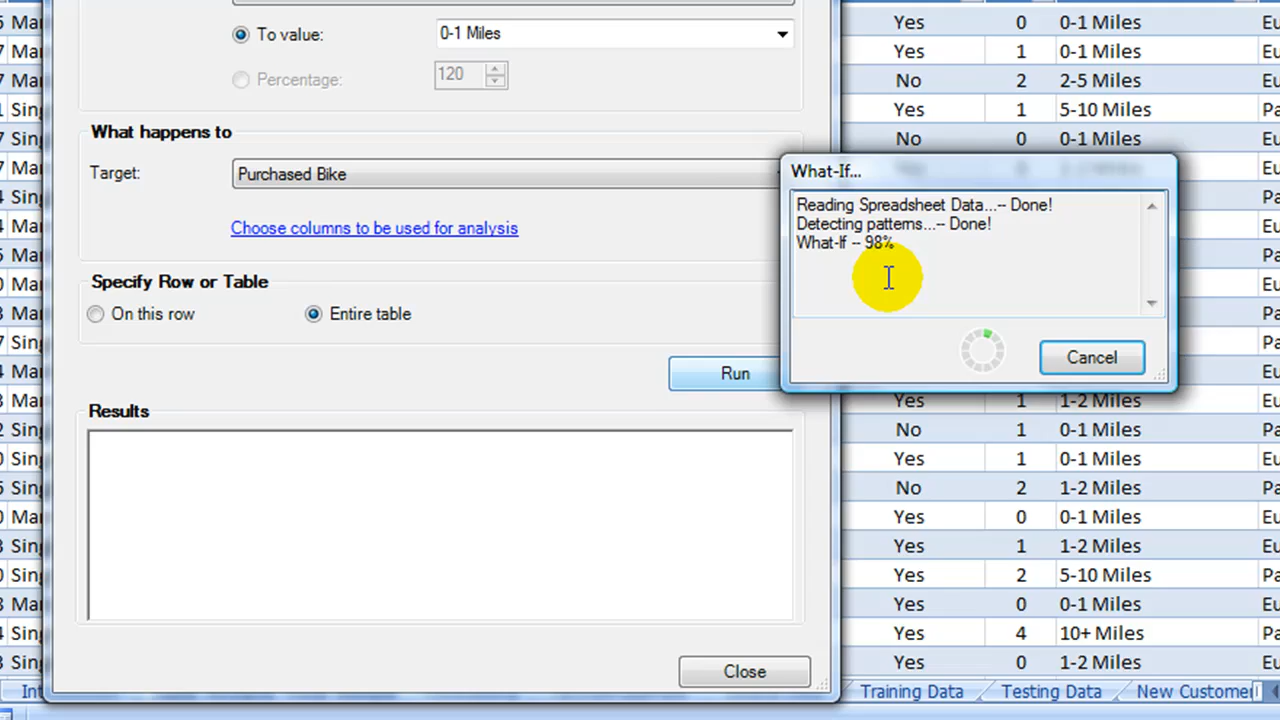 To value: 0-1 Miles
Percentage: 120
What happens to
Target: Purchased Bike
Choose columns to be used for analysis
Specify Row or Table
On this row Entire table
Run
Results
Close
What-If...
Reading Spreadsheet Data...-- Done!
Detecting patterns...-- Done!
What-If -- 98%
Cancel
Yes 0 0-1 Miles
Yes 1 0-1 Miles
No 2 2-5 Miles
Yes 1 5-10 Miles
No 0 0-1 Miles
Yes 1 1-2 Miles
No 1 0-1 Miles
Yes 1 0-1 Miles
No 2 1-2 Miles
Yes 0 0-1 Miles
Yes 1 1-2 Miles
Yes 2 5-10 Miles
Yes 0 0-1 Miles
Yes 4 10+ Miles
Yes 0 1-2 Miles
Training Data Testing Data New Customer